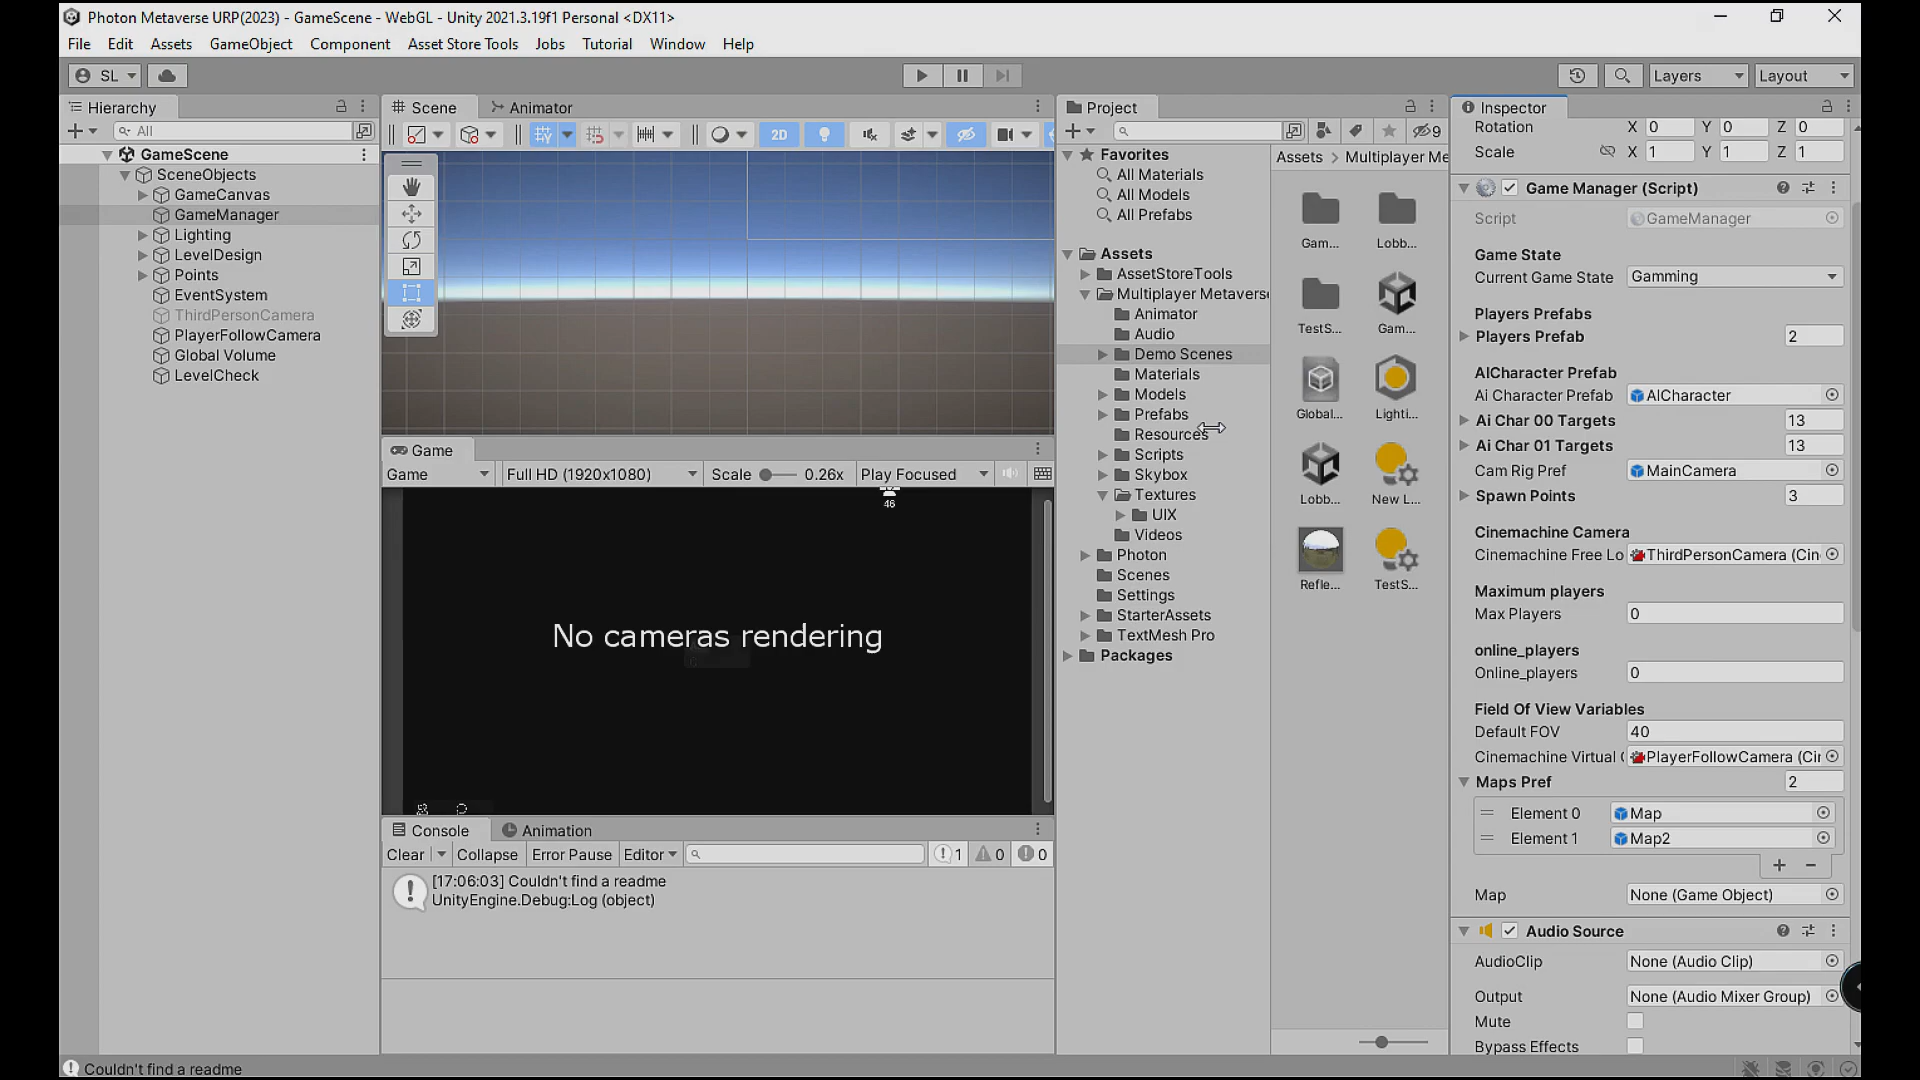 Photon Metaverse URP(2023) - GameScene - WebGL - Unity 2021.3.19f1 Personal <DX11>
File Edit Assets GameObject Component Asset Store Tools Jobs Tutorial Window Help
SL
Layers Layout
Hierarchy
All
GameScene
SceneObjects
GameCanvas
GameManager
Lighting
LevelDesign
Points
EventSystem
ThirdPersonCamera
PlayerFollowCamera
Global Volume
LevelCheck
Scene Animator
2D
Game
Game Full HD (1920x1080) Scale 0.26x Play Focused
46
No cameras rendering
Console Animation
Clear Collapse Error Pause Editor 1 0 0
[17:06:03] Couldn't find a readme
UnityEngine.Debug:Log (object)
Project
9
Favorites
All Materials
All Models
All Prefabs
Assets
AssetStoreTools
Multiplayer Metaverse
Animator
Audio
Demo Scenes
Materials
Models
Prefabs
Resources
Scripts
Skybox
Textures
UIX
Videos
Photon
Scenes
Settings
StarterAssets
TextMesh Pro
Packages
Assets > Multiplayer Me
Gam... Lobb...
TestS... Gam...
Global... Lighti...
Lobb... New L...
Refle... TestS...
Inspector
Rotation X 0 Y 0 Z 0
Scale X 1 Y 1 Z 1
Game Manager (Script)
Script GameManager
Game State
Current Game State Gamming
Players Prefabs
Players Prefab 2
AICharacter Prefab
Ai Character Prefab AICharacter
Ai Char 00 Targets 13
Ai Char 01 Targets 13
Cam Rig Pref MainCamera
Spawn Points 3
Cinemachine Camera
Cinemachine Free Lo ThirdPersonCamera (Cin
Maximum players
Max Players 0
online_players
Online_players 0
Field Of View Variables
Default FOV 40
Cinemachine Virtual C PlayerFollowCamera (Ci
Maps Pref 2
Element 0 Map
Element 1 Map2
Map None (Game Object)
Audio Source
AudioClip None (Audio Clip)
Output None (Audio Mixer Group)
Mute
Bypass Effects
Couldn't find a readme